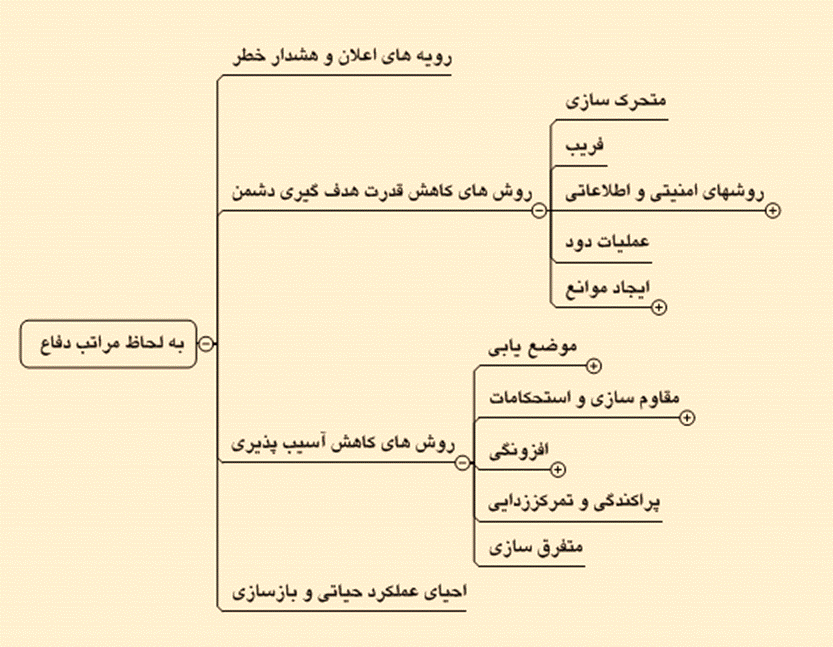 به لحاظ مراتب دفاع
رویه های اعلان و هشدار خطر
روش های کاهش قدرت هدف گیری دشمن
متحرک سازی
فریب
روشهای امنیتی و اطلاعاتی
عملیات دود
ایجاد موانع
روش های کاهش آسیب پذیری
موضع یابی
مقاوم سازی و استحکامات
افزونگی
پراکندگی و تمرکززدایی
متفرق سازی
احیای عملکرد حیاتی و بازسازی